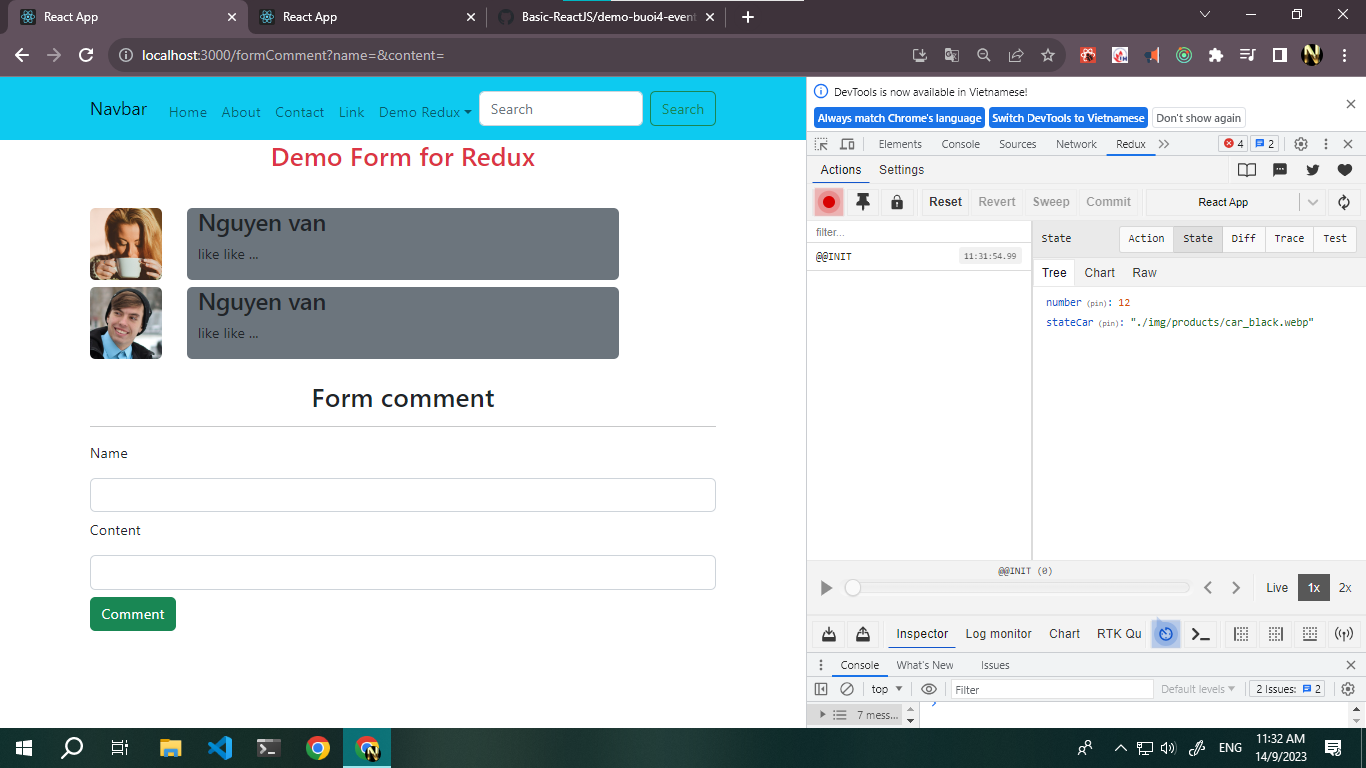 React App
React App
Basic-ReactJS/demo-buoi4-event
localhost:3000/formComment?name=&content=
Navbar
Home
About
Contact
Link
Demo Redux
Search
Search
Demo Form for Redux
Nguyen van
like like ...
Nguyen van
like like ...
Form comment
Name
Content
Comment
DevTools is now available in Vietnamese!
Always match Chrome's language
Switch DevTools to Vietnamese
Don't show again
Elements
Console
Sources
Network
Redux
4
2
Actions
Settings
Reset
Revert
Sweep
Commit
React App
filter...
@@INIT
11:31:54.99
State
Action
State
Diff
Trace
Test
Tree
Chart
Raw
number (pin): 12
stateCar (pin): "./img/products/car_black.webp"
@@INIT (0)
Live
1x
2x
Inspector
Log monitor
Chart
RTK Qu
Console
What's New
Issues
top
Filter
Default levels
2 Issues:
2
7 mess...
ENG
11:32 AM
14/9/2023